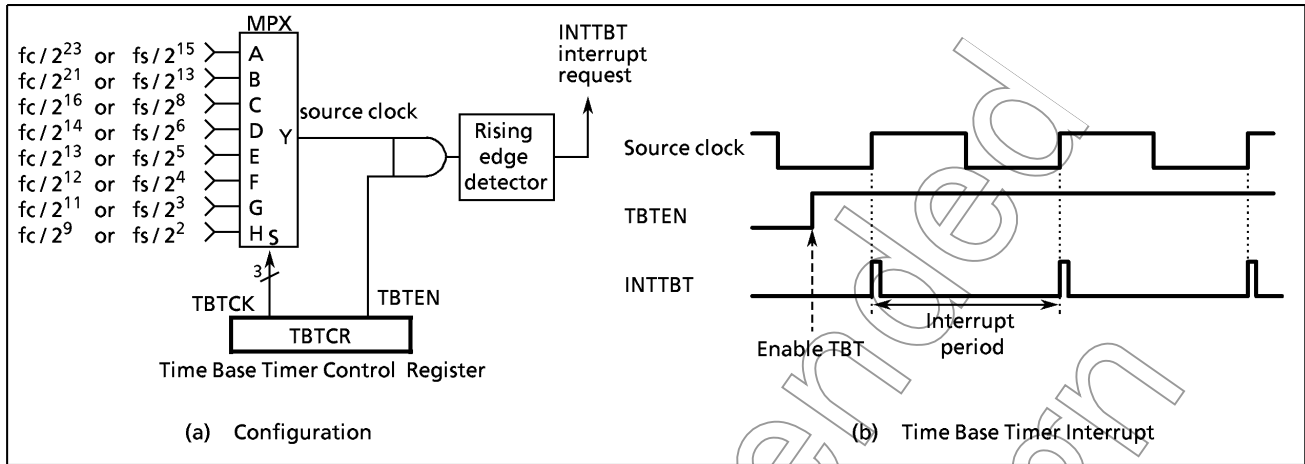 MPX
fc/2^23 or fs/2^15 A
fc/2^21 or fs/2^13 B
fc/2^16 or fs/2^8 C
fc/2^14 or fs/2^6 D
fc/2^13 or fs/2^5 E
fc/2^12 or fs/2^4 F
fc/2^11 or fs/2^3 G
fc/2^9 or fs/2^2 H S
Y
source clock
Rising
edge
detector
INTTBT
interrupt
request
3
TBTCK
TBTEN
TBTCR
Time Base Timer Control Register
(a) Configuration
Source clock
TBTEN
INTTBT
Enable TBT
Interrupt
period
(b) Time Base Timer Interrupt